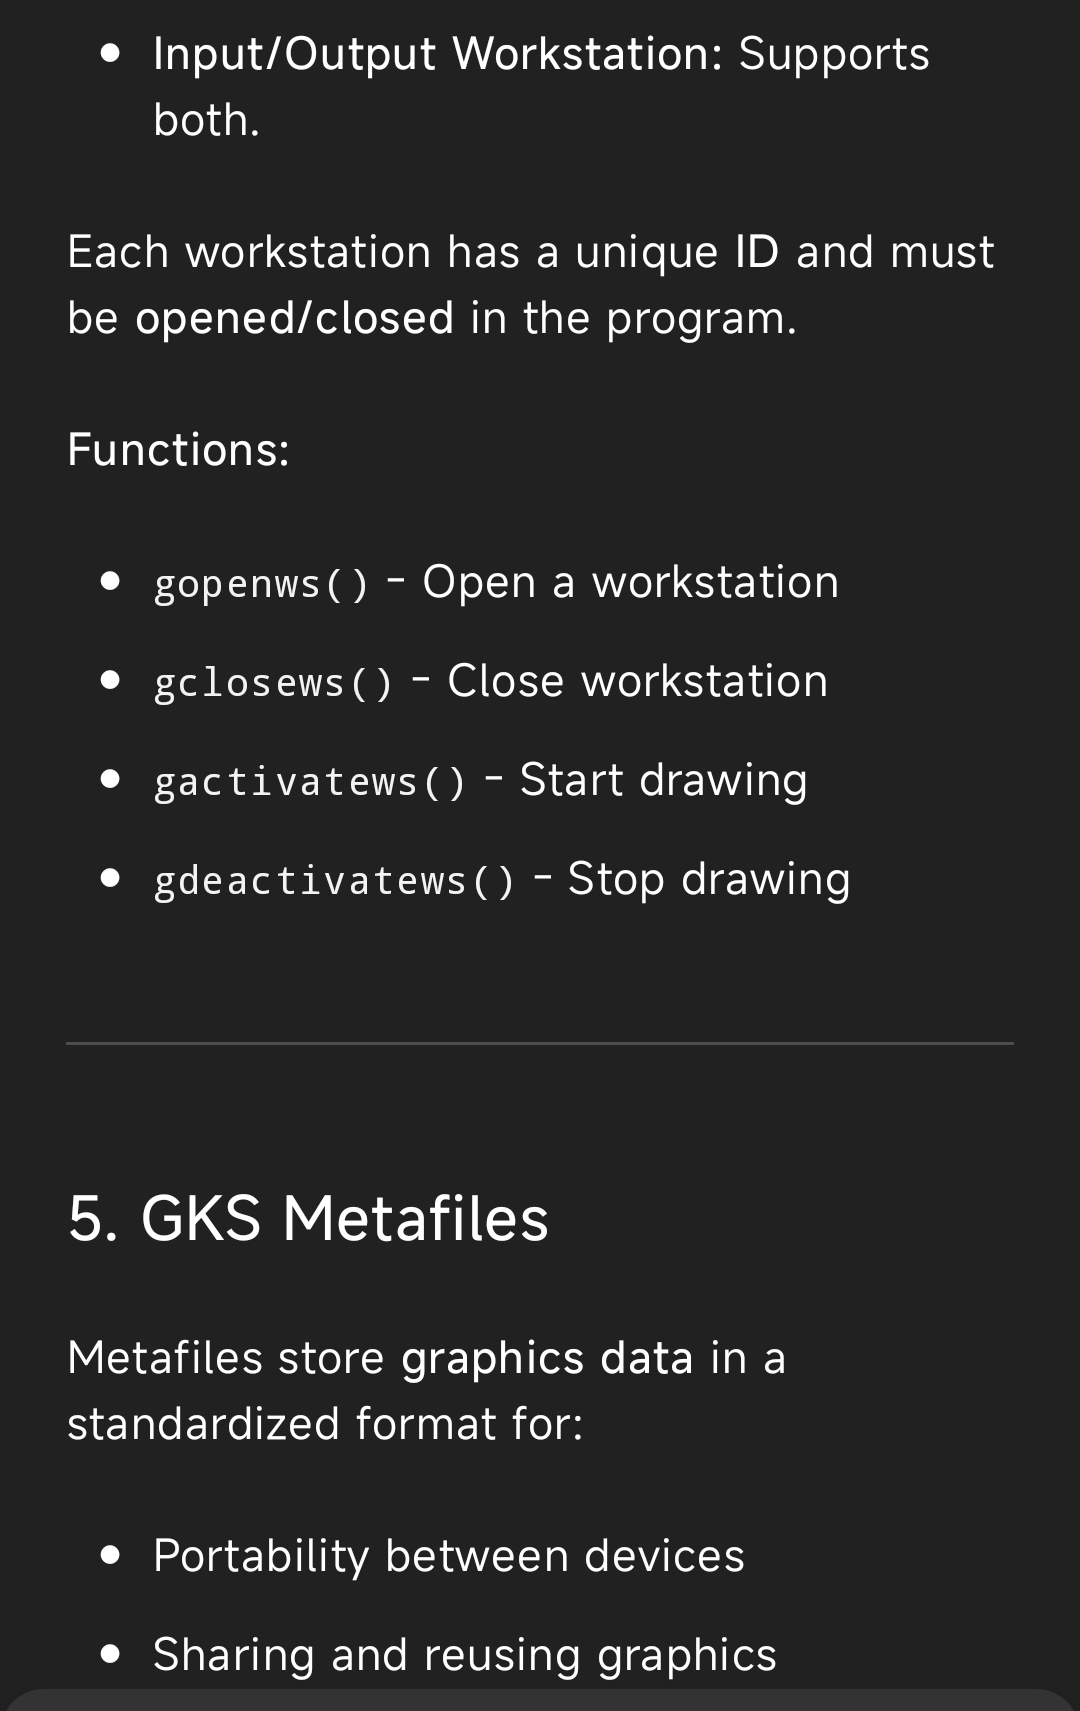 • Input/Output Workstation: Supports
both.
Each workstation has a unique ID and must
be opened/closed in the program.
Functions:
• gopenws() – Open a workstation
• gclosews() – Close workstation
• gactivatews() – Start drawing
• gdeactivatews() – Stop drawing
5. GKS Metafiles
Metafiles store graphics data in a
standardized format for:
• Portability between devices
• Sharing and reusing graphics